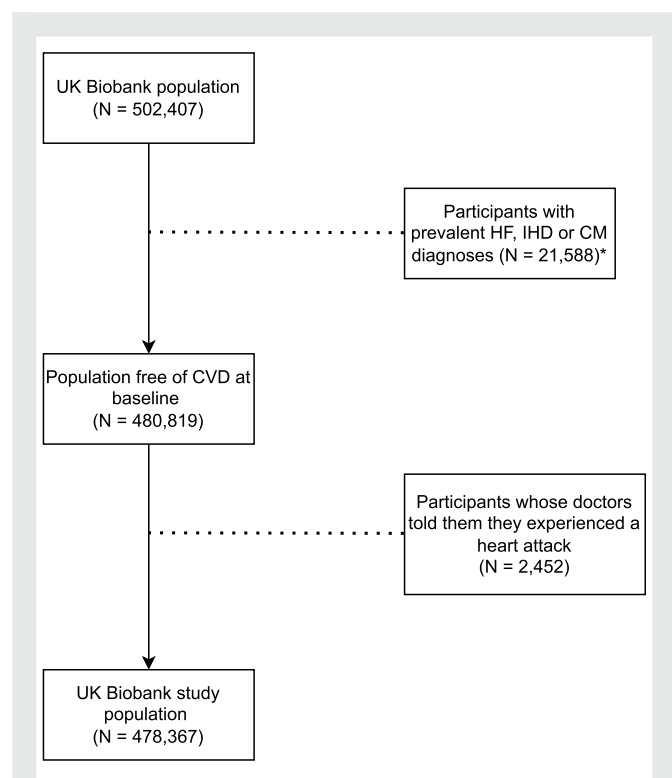 UK Biobank population
(N = 502,407)
Participants with
prevalent HF, IHD or CM
diagnoses (N = 21,588)*
Population free of CVD at
baseline
(N = 480,819)
Participants whose doctors
told them they experienced a
heart attack
(N = 2,452)
UK Biobank study
population
(N = 478,367)